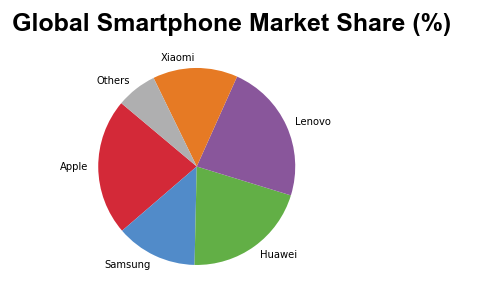 Global Smartphone Market Share (%)
Xiaomi
Others
Lenovo
Apple
Huawei
Samsung